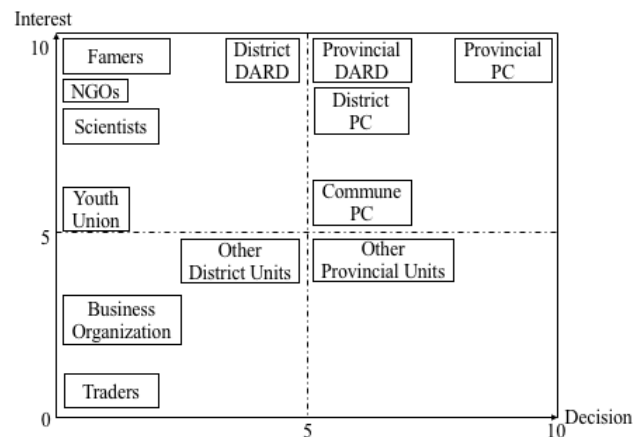 Interest
10
Famers
District
DARD
Provincial
DARD
Provincial
PC
NGOs
District
PC
Scientists
Youth
Union
Commune
PC
5
Other
District Units
Other
Provincial Units
Business
Organization
Traders
0
5
10
Decision